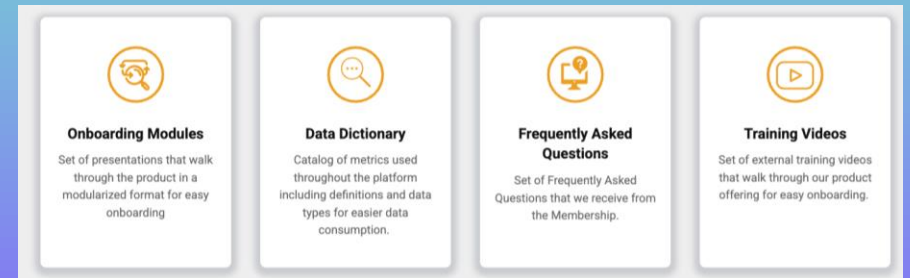 Onboarding Modules
Set of presentations that walk
through the product in a
modularized format for easy
onboarding
Data Dictionary
Catalog of metrics used
throughout the platform
including definitions and data
types for easier data
consumption.
Frequently Asked
Questions
Set of Frequently Asked
Questions that we receive from
the Membership.
Training Videos
Set of external training videos
that walk through our product
offering for easy onboarding.